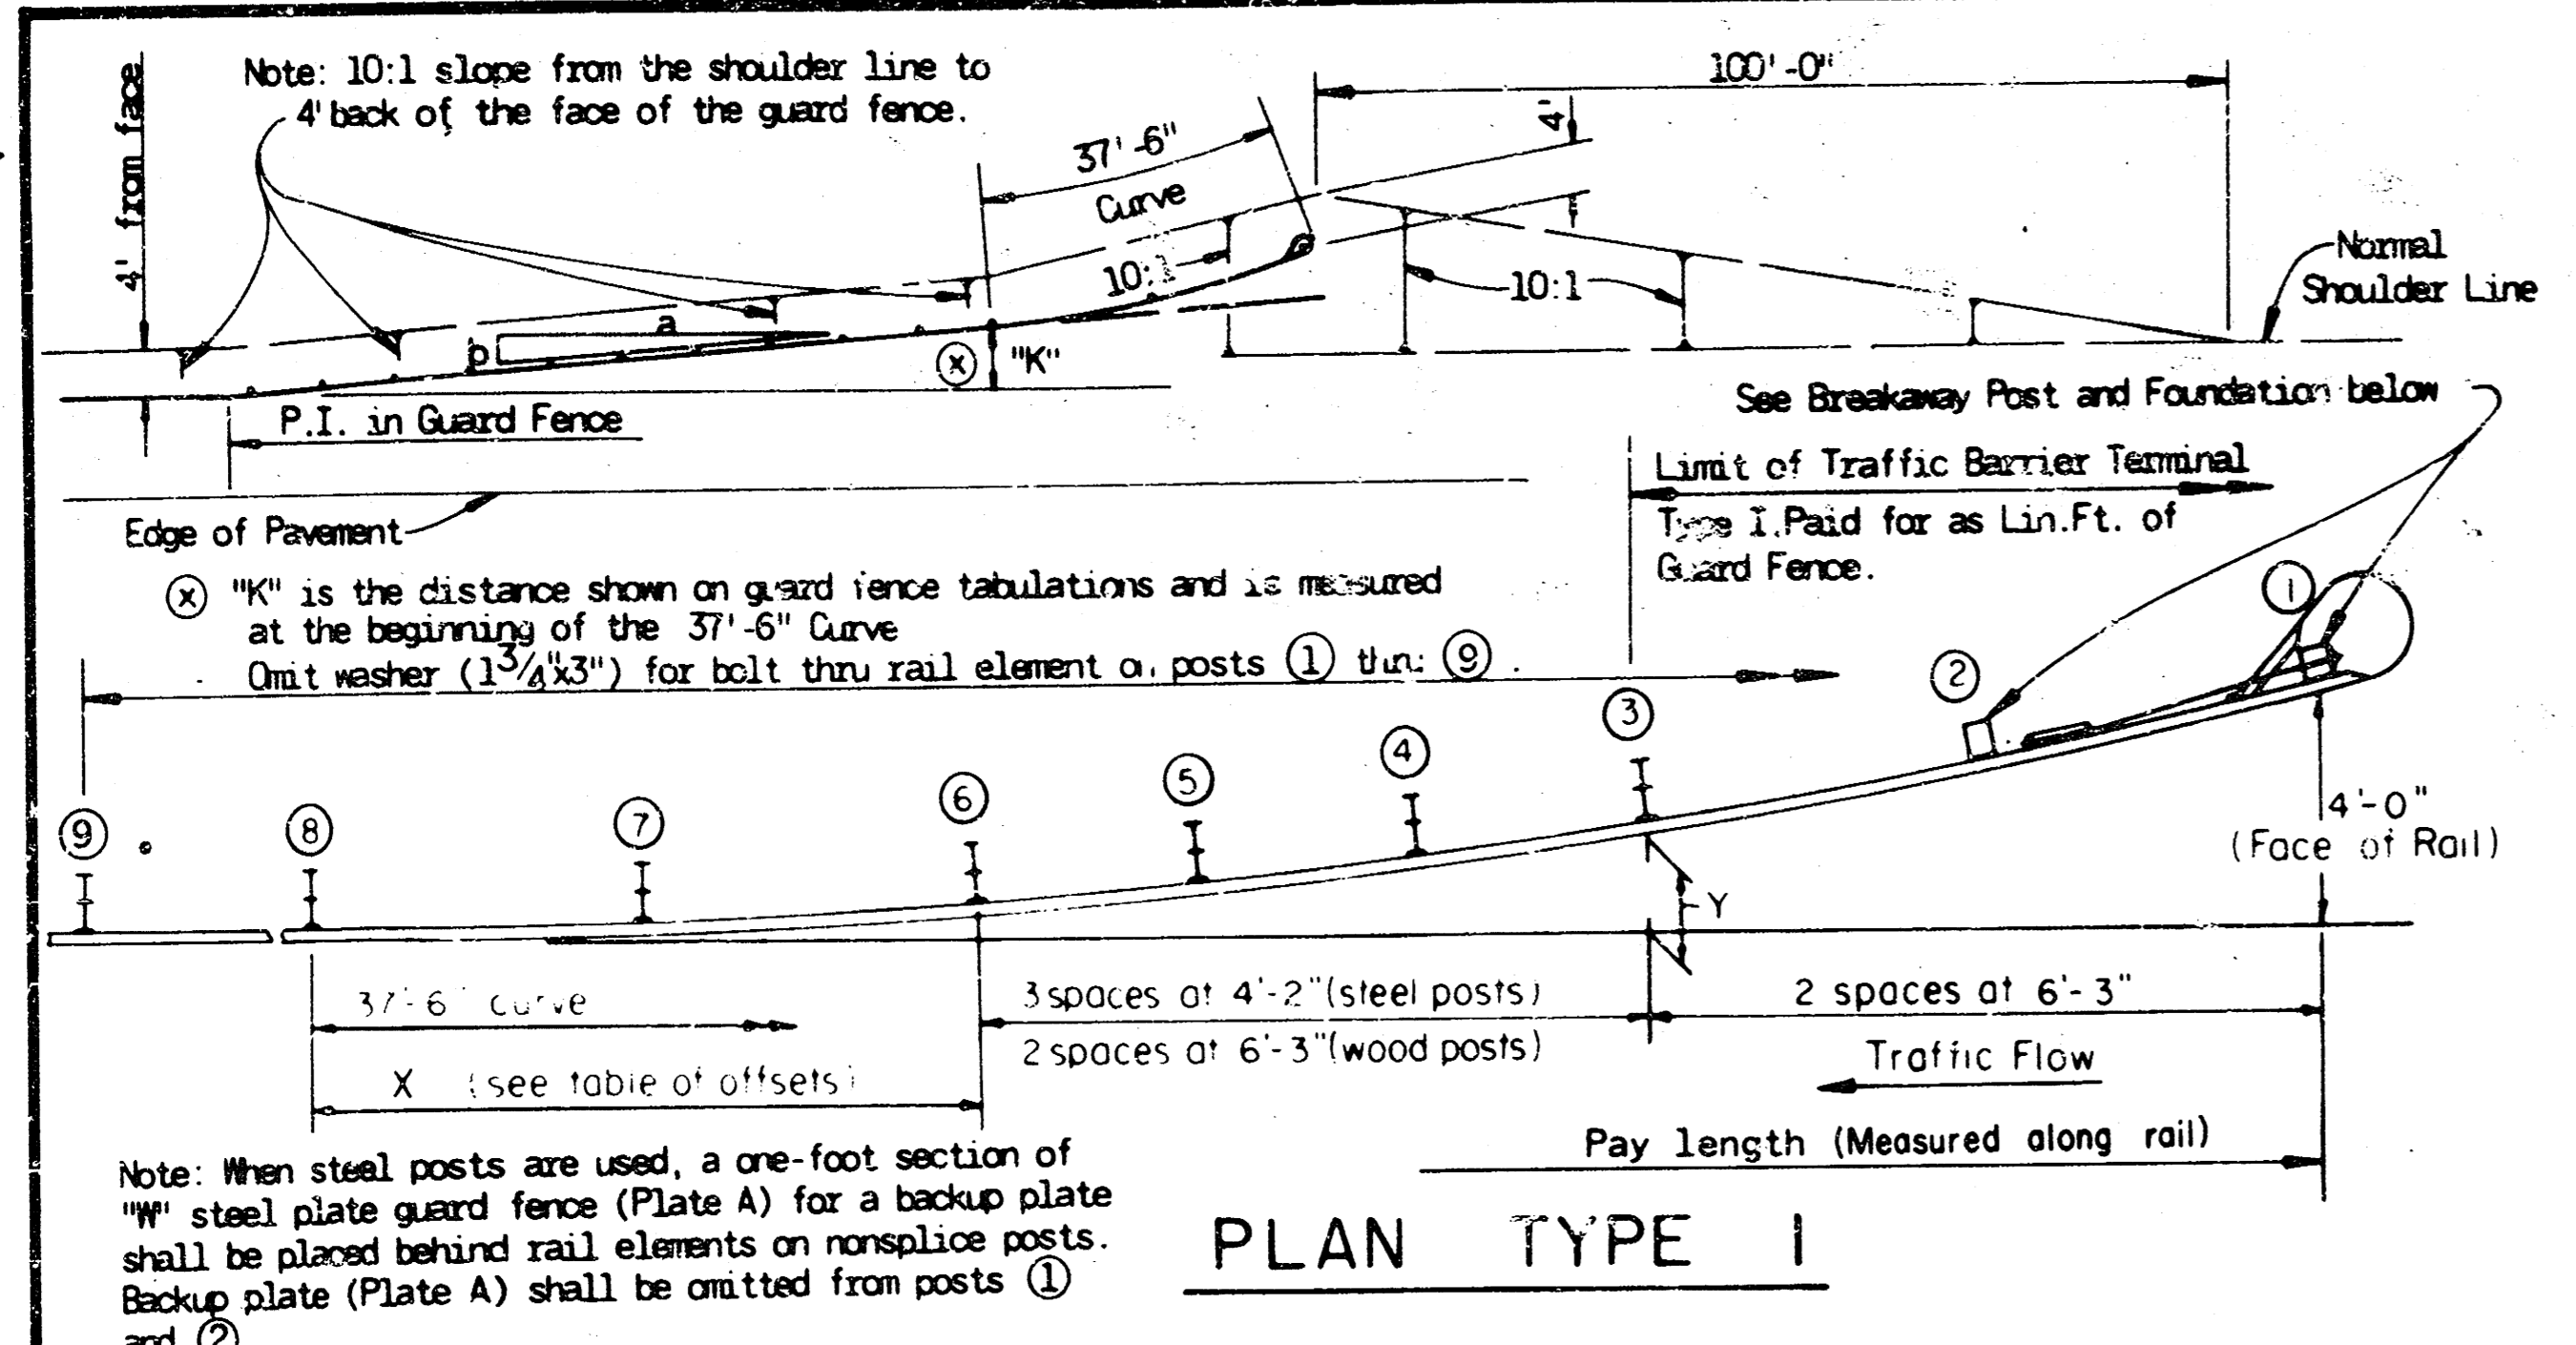 Note: 10:1 slope from the shoulder line to
4' back of the face of the guard fence.
4' from face
37'-6"
Curve
100'-0"
4'
10:1
10:1
Normal
Shoulder Line
a
b
x
"K"
P.I. in Guard Fence
See Breakaway Post and Foundation below
Edge of Pavement
Limit of Traffic Barrier Terminal
Type I. Paid for as Lin.Ft. of
Guard Fence.
x "K" is the distance shown on guard fence tabulations and is measured
at the beginning of the 37'-6" Curve
Omit washer (1 3/4"x3") for bolt thru rail element on posts 1 thru 9.
1
2
3
4
5
6
7
8
9
4'-0"
(Face of Rail)
Y
37'-6" curve
3 spaces at 4'-2" (steel posts)
2 spaces at 6'-3"
2 spaces at 6'-3" (wood posts)
X (see table of offsets)
Traffic Flow
Pay length (Measured along rail)
Note: When steel posts are used, a one-foot section of
"W" steel plate guard fence (Plate A) for a backup plate
shall be placed behind rail elements on nonsplice posts.
Backup plate (Plate A) shall be omitted from posts 1
and 2
PLAN TYPE I